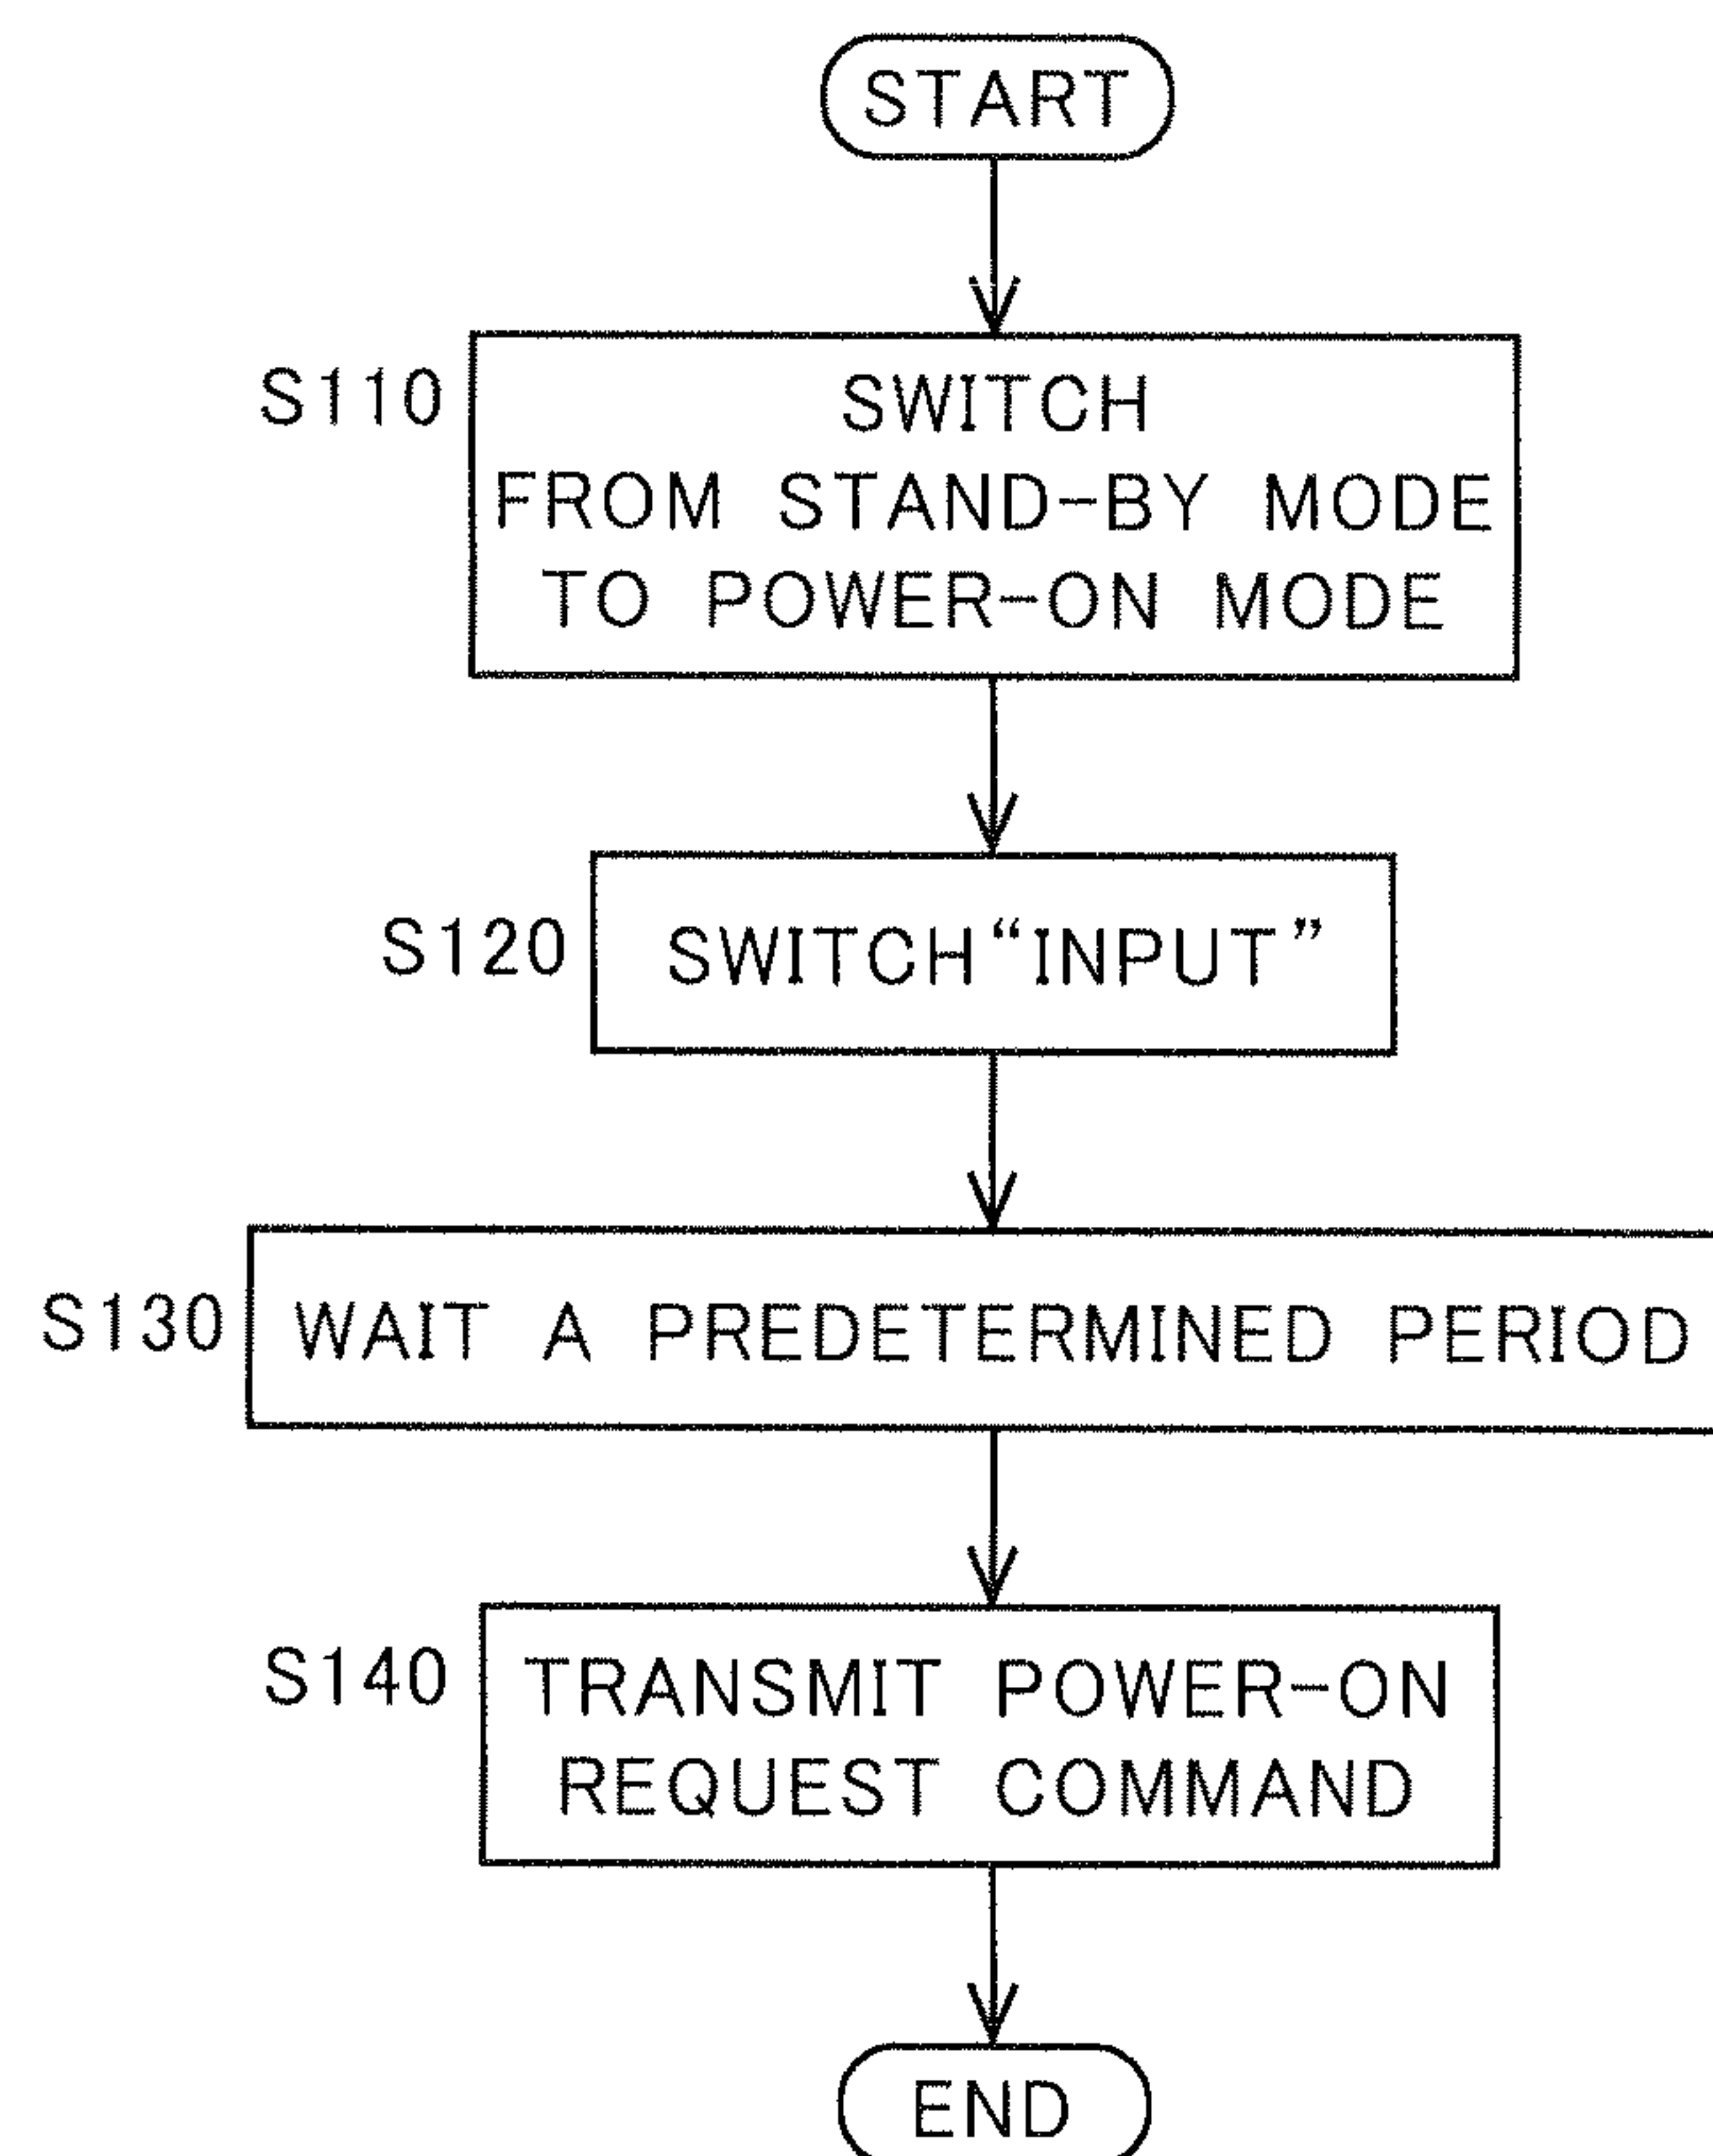 START
S110
SWITCH
FROM STAND-BY MODE
TO POWER-ON MODE
S120
SWITCH“INPUT”
S130
WAIT A PREDETERMINED PERIOD
S140
TRANSMIT POWER-ON
REQUEST COMMAND
END